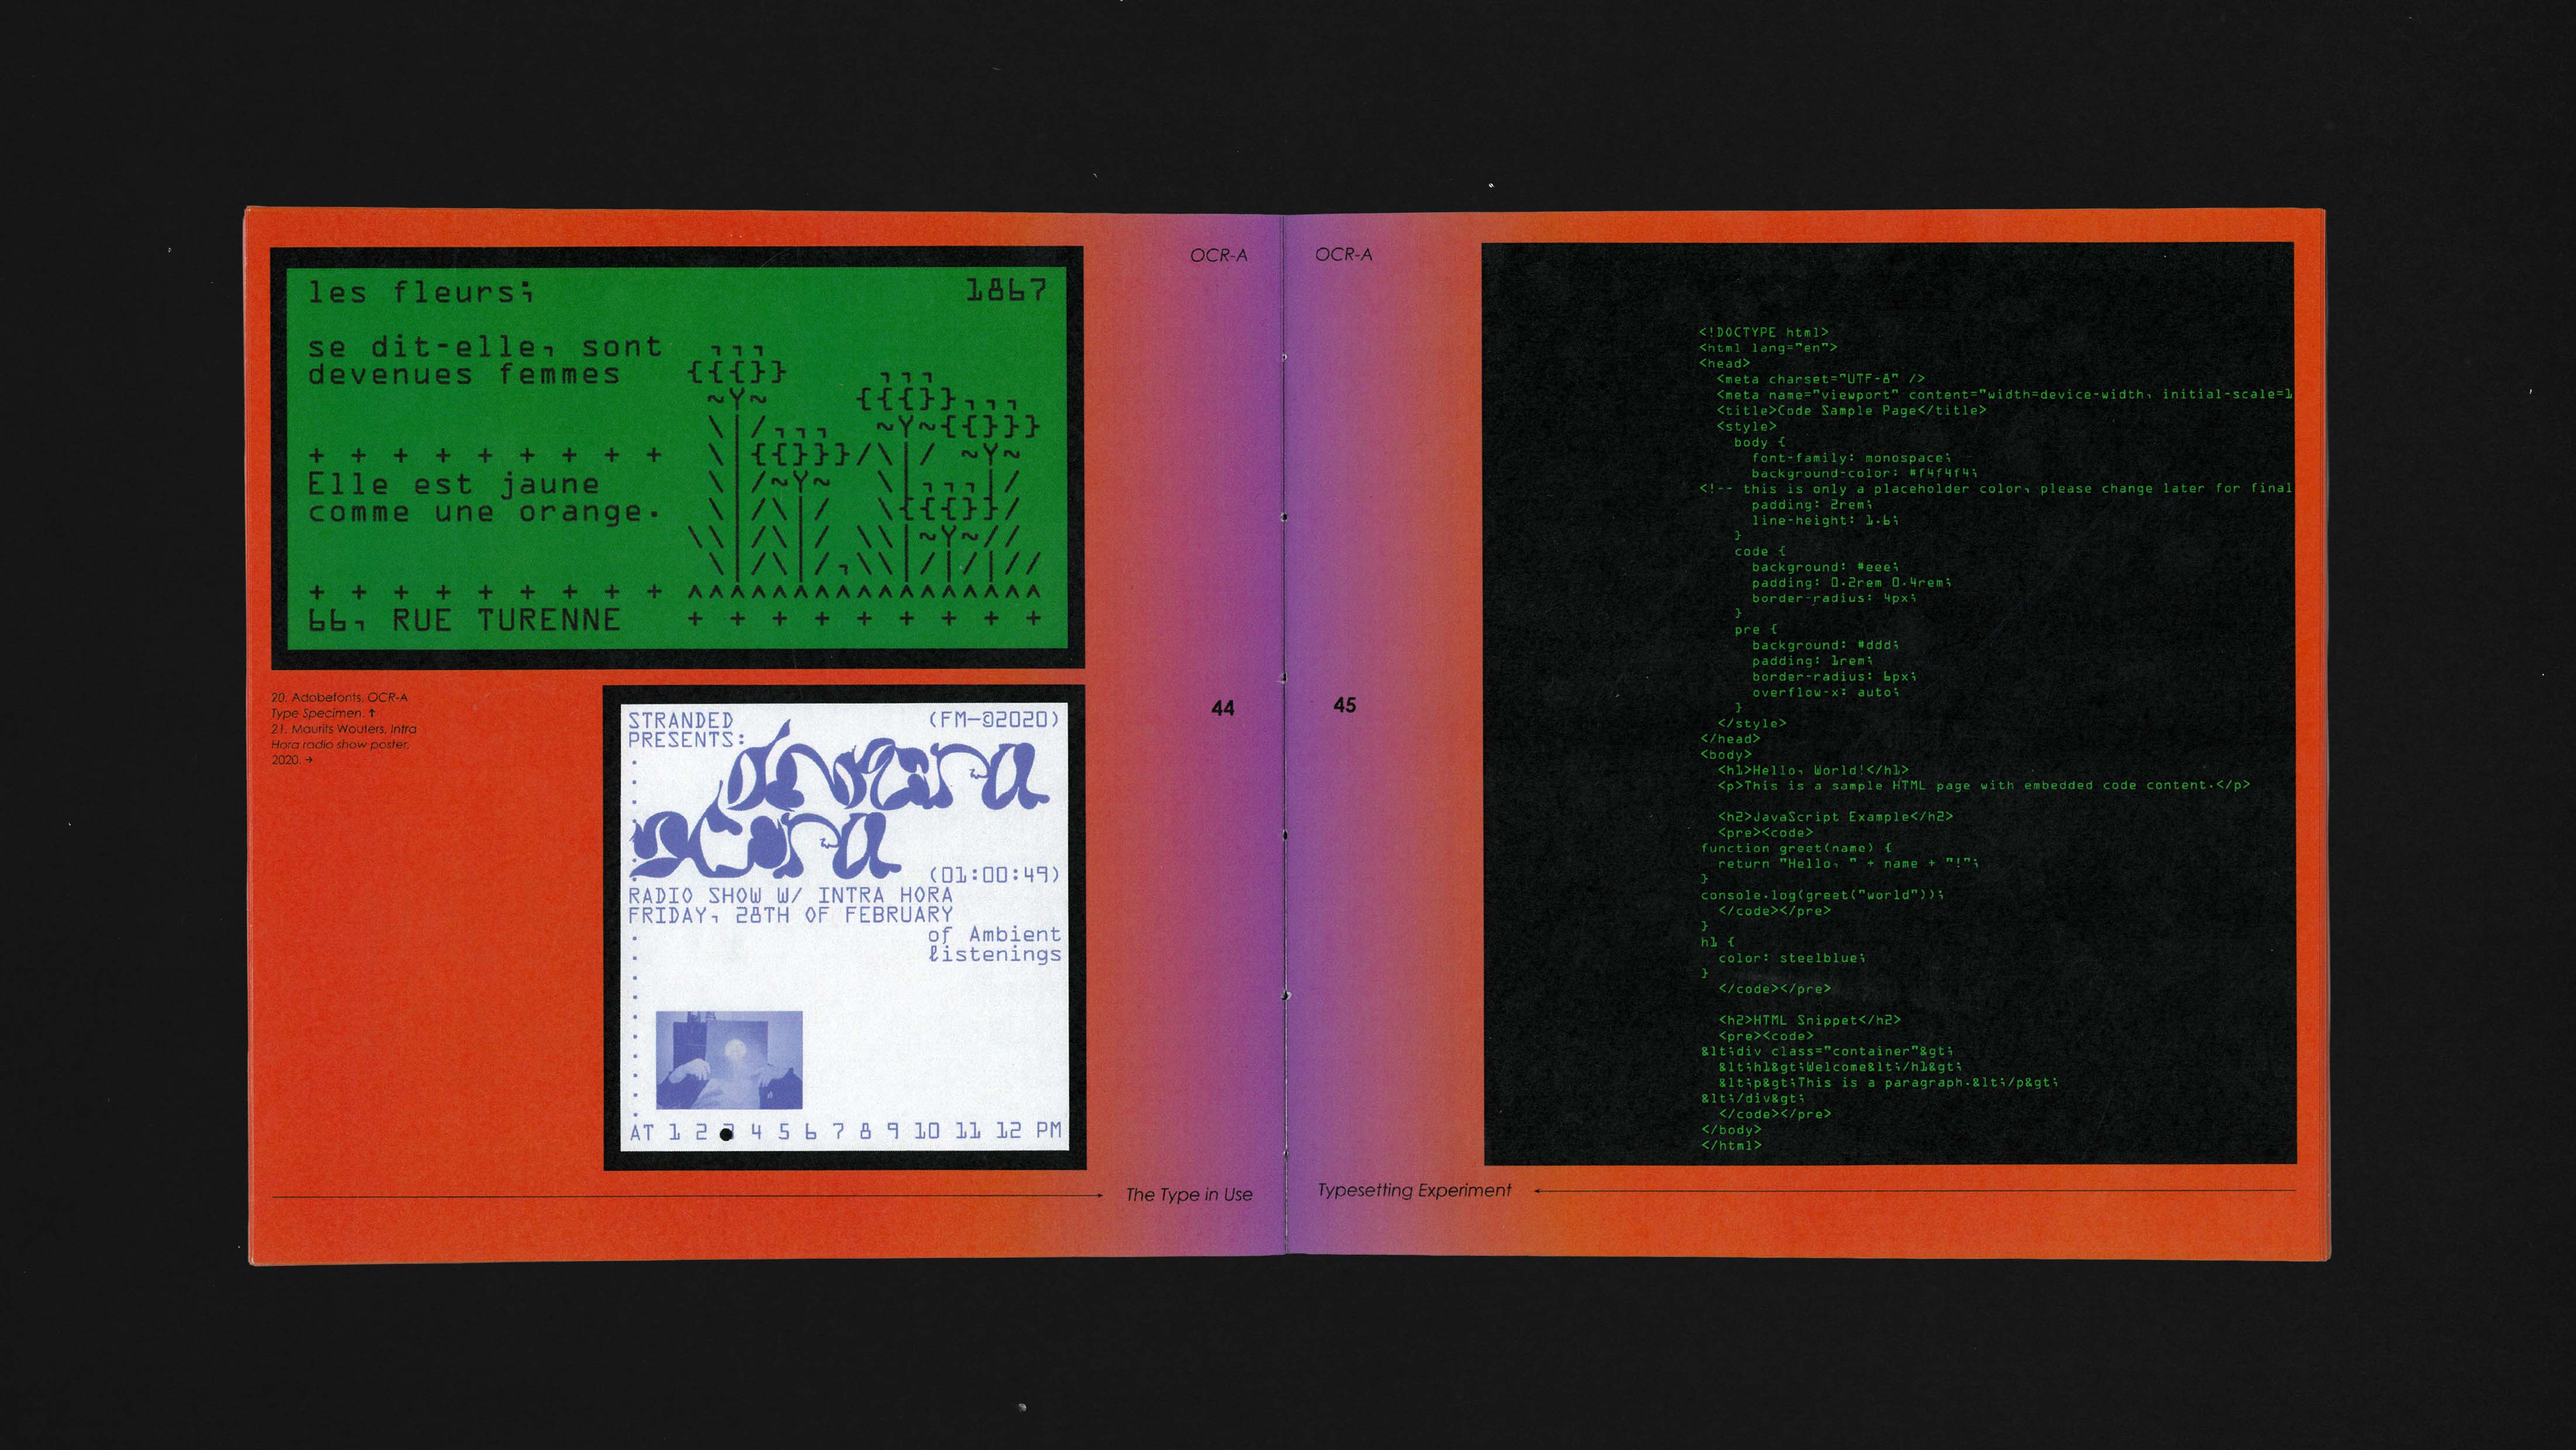 OCR-A
les fleurs;
1867
se dit-elle, sont
devenues femmes
+ + + + + + + + +
Elle est jaune
comme une orange.
+ + + + + + + + +
66, RUE TURENNE
20. Adobefonts, OCR-A
Type Specimen. ↑
21. Maurits Wouters, Intra
Hora radio show poster,
2020. →
STRANDED
PRESENTS:
(FM-©2020)
(01:00:49)
RADIO SHOW W/ INTRA HORA
FRIDAY, 28TH OF FEBRUARY
of Ambient
listenings
AT 1 2 4 5 6 7 8 9 10 11 12 PM
44
The Type in Use
OCR-A
45
<!DOCTYPE html>
<html lang="en">
<head>
<meta charset="UTF-8" />
<meta name="viewport" content="width=device-width, initial-scale=1
<title>Code Sample Page</title>
<style>
body {
font-family: monospace;
background-color: #f4f4f4;
<!-- this is only a placeholder color, please change later for final
padding: 2rem;
line-height: 1.6;
}
code {
background: #eee;
padding: 0.2rem 0.4rem;
border-radius: 4px;
}
pre {
background: #ddd;
padding: 1rem;
border-radius: 6px;
overflow-x: auto;
}
</style>
</head>
<body>
<h1>Hello, World!</h1>
<p>This is a sample HTML page with embedded code content.</p>
<h2>JavaScript Example</h2>
<pre><code>
function greet(name) {
return "Hello, " + name + "!";
}
console.log(greet("world"));
</code></pre>
}
h1 {
color: steelblue;
}
</code></pre>
<h2>HTML Snippet</h2>
<pre><code>
&lt;div class="container"&gt;
&lt;h1&gt;Welcome&lt;/h1&gt;
&lt;p&gt;This is a paragraph.&lt;/p&gt;
&lt;/div&gt;
</code></pre>
</body>
</html>
Typesetting Experiment